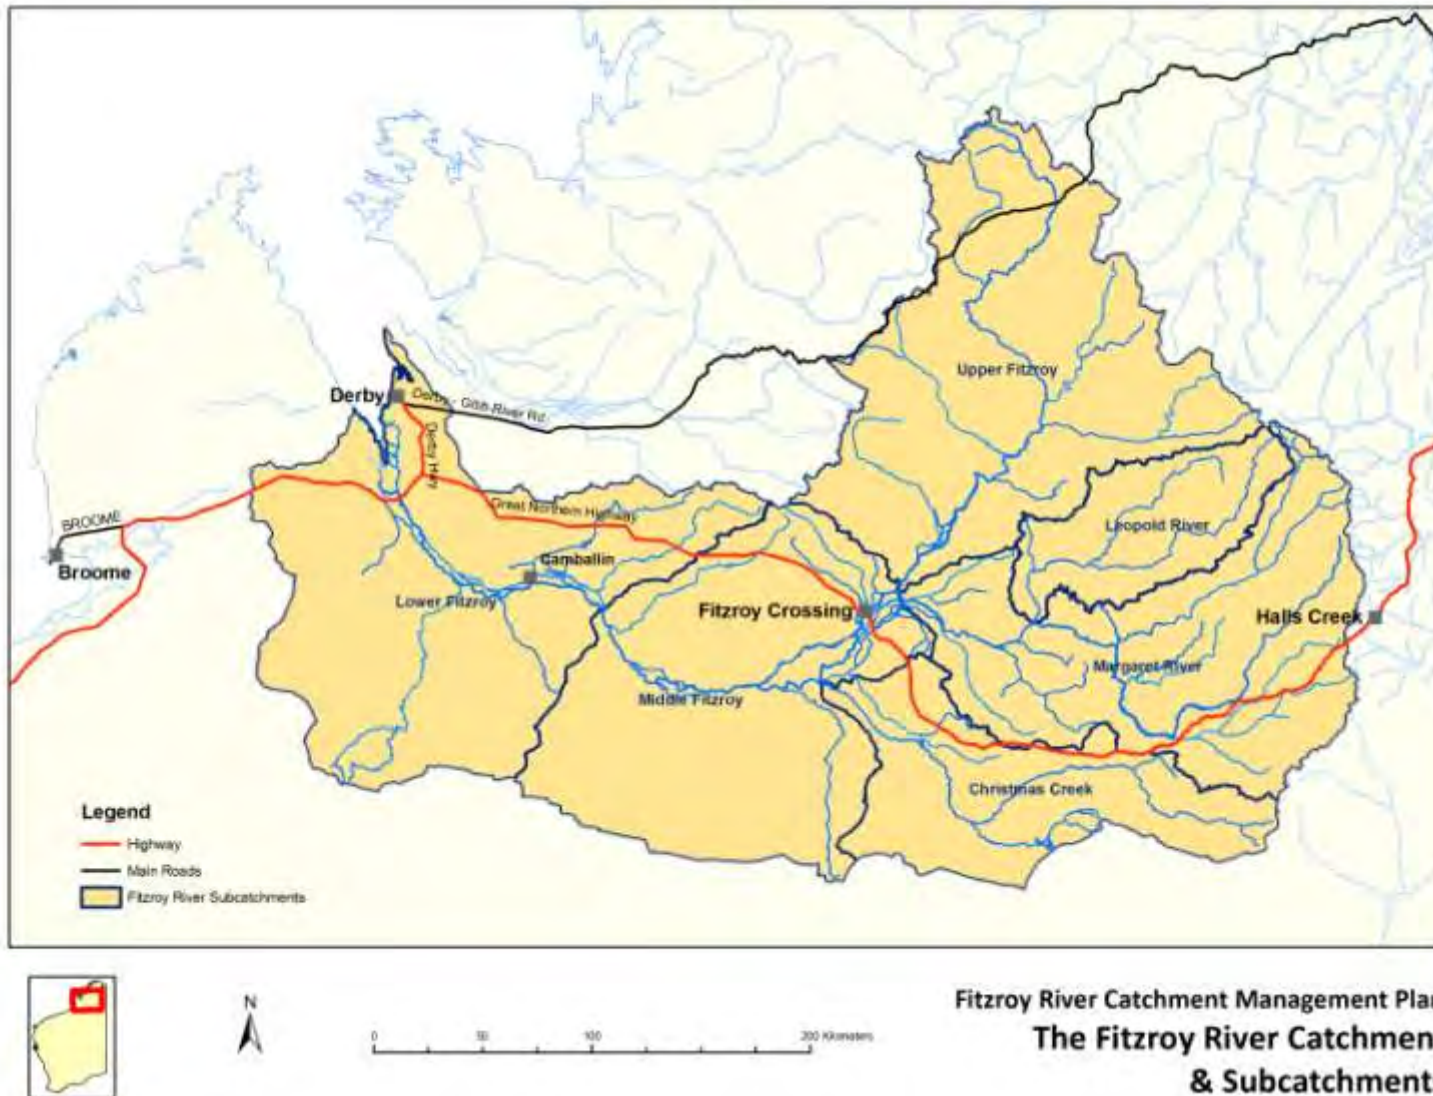 Upper Fitzroy
Derby
Derby - Gibb River Rd.
Derby Hwy
Great Northern Highway
BROOME
Leopold River
Broome
Camballin
Lower Fitzroy
Fitzroy Crossing
Halls Creek
Margaret River
Middle Fitzroy
Christmas Creek
Legend
Highway
Main Roads
Fitzroy River Subcatchments
N
0 50 100 200 Kilometers
Fitzroy River Catchment Management Plan
The Fitzroy River Catchmen
& Subcatchment